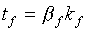 t_f = β_f k_f